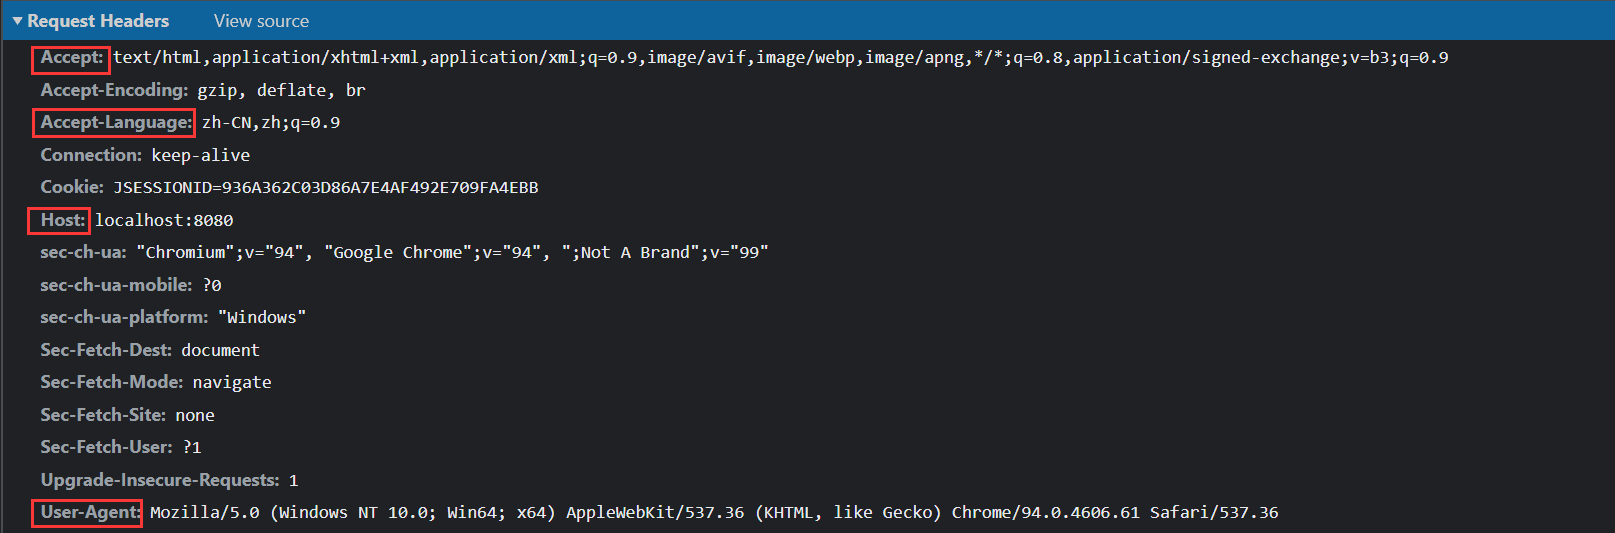 Request Headers View source
Accept: text/html,application/xhtml+xml,application/xml;q=0.9,image/avif,image/webp,image/apng,*/*;q=0.8,application/signed-exchange;v=b3;q=0.9
Accept-Encoding: gzip, deflate, br
Accept-Language: zh-CN,zh;q=0.9
Connection: keep-alive
Cookie: JSESSIONID=936A362C03D86A7E4AF492E709FA4EBB
Host: localhost:8080
sec-ch-ua: "Chromium";v="94", "Google Chrome";v="94", ";Not A Brand";v="99"
sec-ch-ua-mobile: ?0
sec-ch-ua-platform: "Windows"
Sec-Fetch-Dest: document
Sec-Fetch-Mode: navigate
Sec-Fetch-Site: none
Sec-Fetch-User: ?1
Upgrade-Insecure-Requests: 1
User-Agent: Mozilla/5.0 (Windows NT 10.0; Win64; x64) AppleWebKit/537.36 (KHTML, like Gecko) Chrome/94.0.4606.61 Safari/537.36